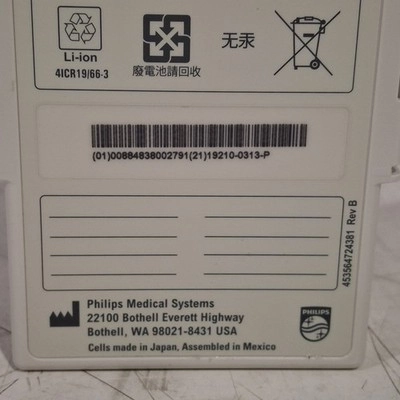 Li-ion
4ICR19/66-3
廢電池請回收
无汞
(01)00884838002791(21)19210-0313-P
453564724381 Rev B
Philips Medical Systems
22100 Bothell Everett Highway
Bothell, WA 98021-8431 USA
Cells made in Japan, Assembled in Mexico
PHILIPS